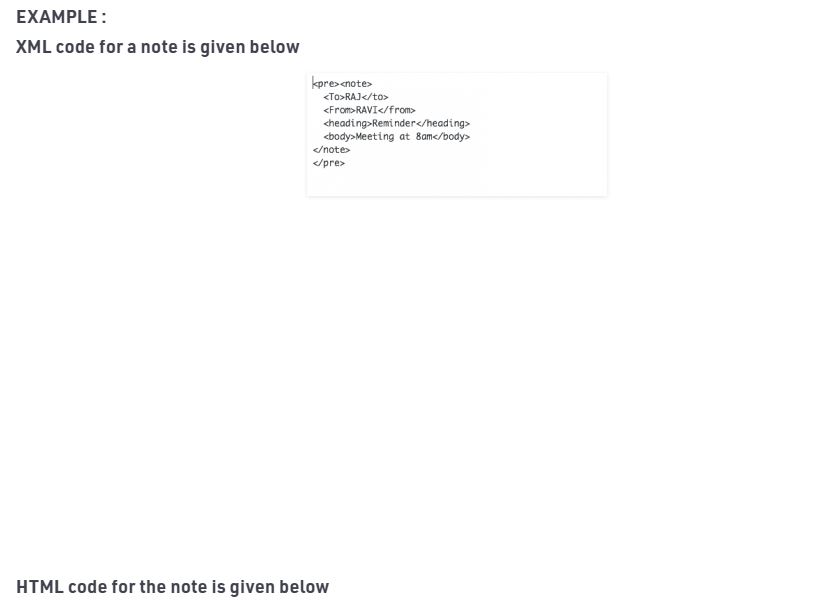 EXAMPLE :
XML code for a note is given below
<pre><note>
<To>RAJ</to>
<From>RAVI</from>
<heading>Reminder</heading>
<body>Meeting at 8am</body>
</note>
</pre>
HTML code for the note is given below